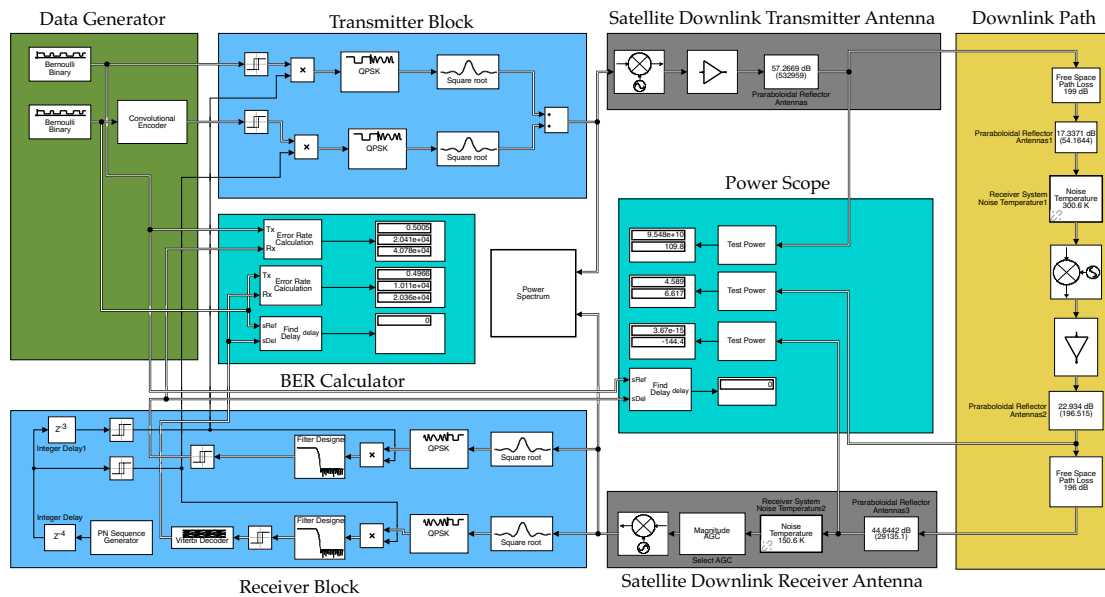 Data Generator
Transmitter Block
Satellite Downlink Transmitter Antenna
Downlink Path
Bernoulli
Binary
Bernoulli
Binary
Convolutional
Encoder
×
QPSK
Square root
×
QPSK
Square root
+
+
57.2669 dB
(532959)
Praraboloidal Reflector
Antennas
Free Space
Path Loss
199 dB
Praraboloidal Reflector
Antennas1
17.3371 dB
(54.1644)
Receiver System
Noise Temperature1
Noise
Temperature
300.6 K
Praraboloidal Reflector
Antennas2
22.934 dB
(196.515)
Free Space
Path Loss
196 dB
Power Scope
9.548e+10
109.8
Test Power
4.589
6.617
Test Power
3.67e-15
-144.4
Test Power
sRef
sDel
Find
Delay
delay
0
Tx
Rx
Error Rate
Calculation
0.5005
2.041e+04
4.078e+04
Tx
Rx
Error Rate
Calculation
0.4966
1.011e+04
2.036e+04
sRef
sDel
Find
Delay
delay
0
Power
Spectrum
BER Calculator
Z-3
Integer Delay1
Filter Designe
×
QPSK
Square root
Integer Delay
Z-4
PN Sequence
Generator
Viterbi Decoder
Filter Designe
×
QPSK
Square root
Receiver Block
Magnitude
AGC
Select AGC
Receiver System
Noise Temperature2
Noise
Temperature
150.6 K
Praraboloidal Reflector
Antennas3
44.6442 dB
(29135.1)
Satellite Downlink Receiver Antenna